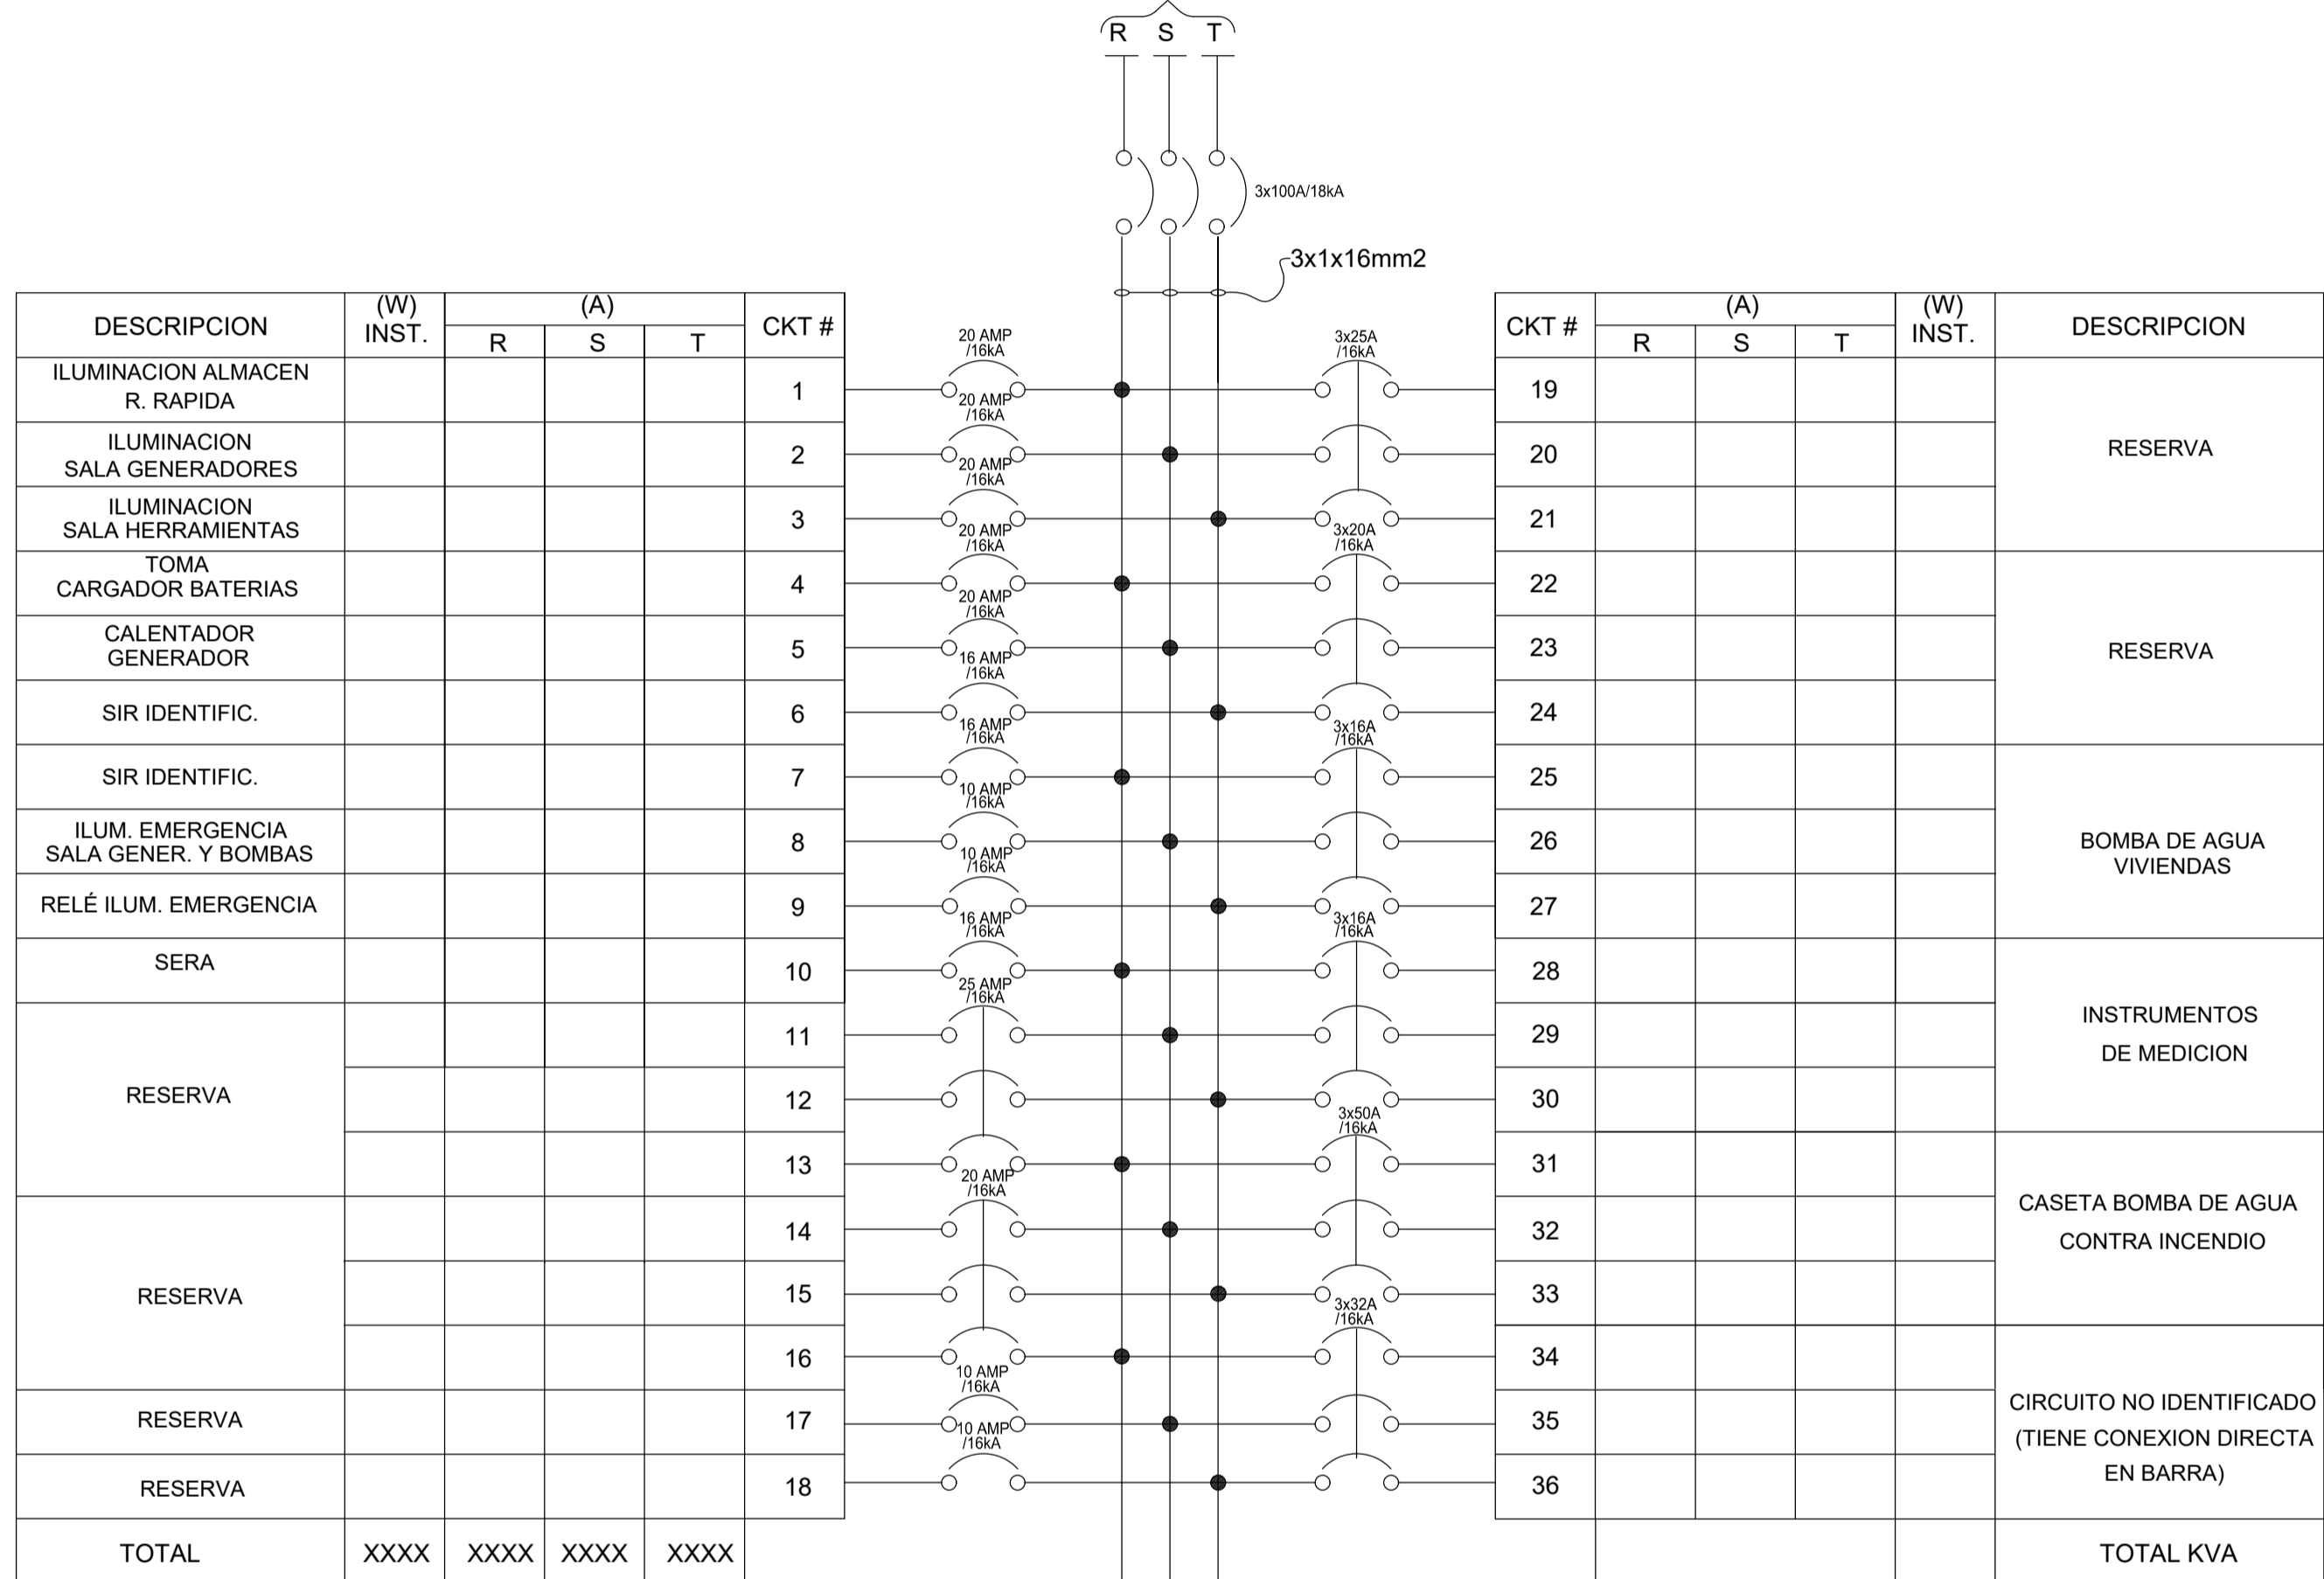 R S T
3x100A/18kA
3x1x16mm2
DESCRIPCION (W) INST. (A) R S T CKT #
ILUMINACION ALMACEN
R. RAPIDA
1
20 AMP
/16kA
ILUMINACION
SALA GENERADORES
2
20 AMP
/16kA
ILUMINACION
SALA HERRAMIENTAS
3
20 AMP
/16kA
TOMA
CARGADOR BATERIAS
4
20 AMP
/16kA
CALENTADOR
GENERADOR
5
20 AMP
/16kA
SIR IDENTIFIC.
6
16 AMP
/16kA
SIR IDENTIFIC.
7
16 AMP
/16kA
ILUM. EMERGENCIA
SALA GENER. Y BOMBAS
8
10 AMP
/16kA
RELÉ ILUM. EMERGENCIA
9
10 AMP
/16kA
SERA
10
16 AMP
/16kA
RESERVA
11
12
13
25 AMP
/16kA
RESERVA
14
15
16
20 AMP
/16kA
RESERVA
17
10 AMP
/16kA
RESERVA
18
10 AMP
/16kA
TOTAL XXXX XXXX XXXX XXXX
CKT # (A) R S T (W) INST. DESCRIPCION
3x25A
/16kA
19
20
21
RESERVA
3x20A
/16kA
22
23
24
RESERVA
3x16A
/16kA
25
26
27
BOMBA DE AGUA
VIVIENDAS
3x16A
/16kA
28
29
30
INSTRUMENTOS
DE MEDICION
3x50A
/16kA
31
32
33
CASETA BOMBA DE AGUA
CONTRA INCENDIO
3x32A
/16kA
34
35
36
CIRCUITO NO IDENTIFICADO
(TIENE CONEXION DIRECTA
EN BARRA)
TOTAL KVA